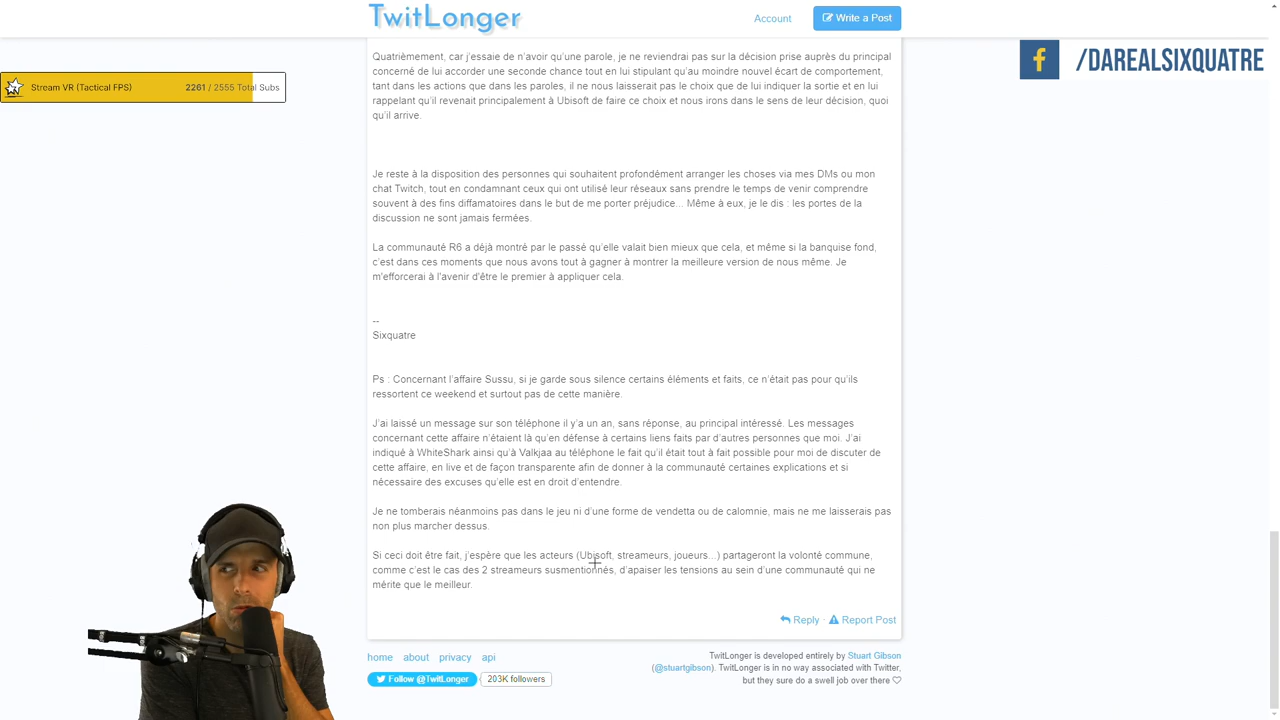 TwitLonger
Account
Write a Post
/DAREALSIXQUATRE
Stream VR (Tactical FPS)
2261 / 2555 Total Subs
Quatrièmement, car j'essaie de n'avoir qu'une parole, je ne reviendrai pas sur la décision prise auprès du principal
concerné de lui accorder une seconde chance tout en lui stipulant qu'au moindre nouvel écart de comportement,
tant dans les actions que dans les paroles, il ne nous laisserait pas le choix que de lui indiquer la sortie et en lui
rappelant qu'il revenait principalement à Ubisoft de faire ce choix et nous irons dans le sens de leur décision, quoi
qu'il arrive.
Je reste à la disposition des personnes qui souhaitent profondément arranger les choses via mes DMs ou mon
chat Twitch, tout en condamnant ceux qui ont utilisé leur réseaux sans prendre le temps de venir comprendre
souvent à des fins diffamatoires dans le but de me porter préjudice... Même à eux, je le dis : les portes de la
discussion ne sont jamais fermées.
La communauté R6 a déjà montré par le passé qu'elle valait bien mieux que cela, et même si la banquise fond,
c'est dans ces moments que nous avons tout à gagner à montrer la meilleure version de nous même. Je
m'efforcerai à l'avenir d'être le premier à appliquer cela.
--
Sixquatre
Ps : Concernant l'affaire Sussu, si je garde sous silence certains éléments et faits, ce n'était pas pour qu'ils
ressortent ce weekend et surtout pas de cette manière.
J'ai laissé un message sur son téléphone il y'a un an, sans réponse, au principal intéressé. Les messages
concernant cette affaire n'étaient là qu'en défense à certains liens faits par d'autres personnes que moi. J'ai
indiqué à WhiteShark ainsi qu'à Valkjaa au téléphone le fait qu'il était tout à fait possible pour moi de discuter de
cette affaire, en live et de façon transparente afin de donner à la communauté certaines explications et si
nécessaire des excuses qu'elle est en droit d'entendre.
Je ne tomberais néanmoins pas dans le jeu ni d'une forme de vendetta ou de calomnie, mais ne me laisserais pas
non plus marcher dessus.
Si ceci doit être fait, j'espère que les acteurs (Ubisoft, streameurs, joueurs...) partageront la volonté commune,
comme c'est le cas des 2 streameurs susmentionnés, d'apaiser les tensions au sein d'une communauté qui ne
mérite que le meilleur.
Reply · Report Post
home about privacy api
Follow @TwitLonger 203K followers
TwitLonger is developed entirely by Stuart Gibson
(@stuartgibson). TwitLonger is in no way associated with Twitter,
but they sure do a swell job over there